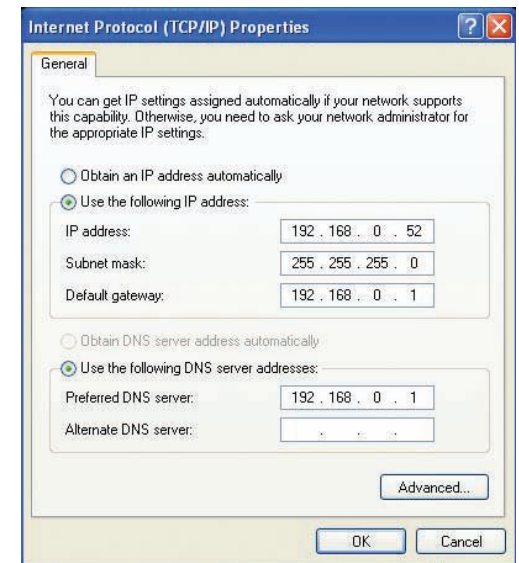 Internet Protocol (TCP/IP) Properties
General
You can get IP settings assigned automatically if your network supports
this capability. Otherwise, you need to ask your network administrator for
the appropriate IP settings.
Obtain an IP address automatically
Use the following IP address:
IP address: 192 . 168 . 0 . 52
Subnet mask: 255 . 255 . 255 . 0
Default gateway: 192 . 168 . 0 . 1
Obtain DNS server address automatically
Use the following DNS server addresses:
Preferred DNS server: 192 . 168 . 0 . 1
Alternate DNS server: . . .
Advanced...
OK Cancel